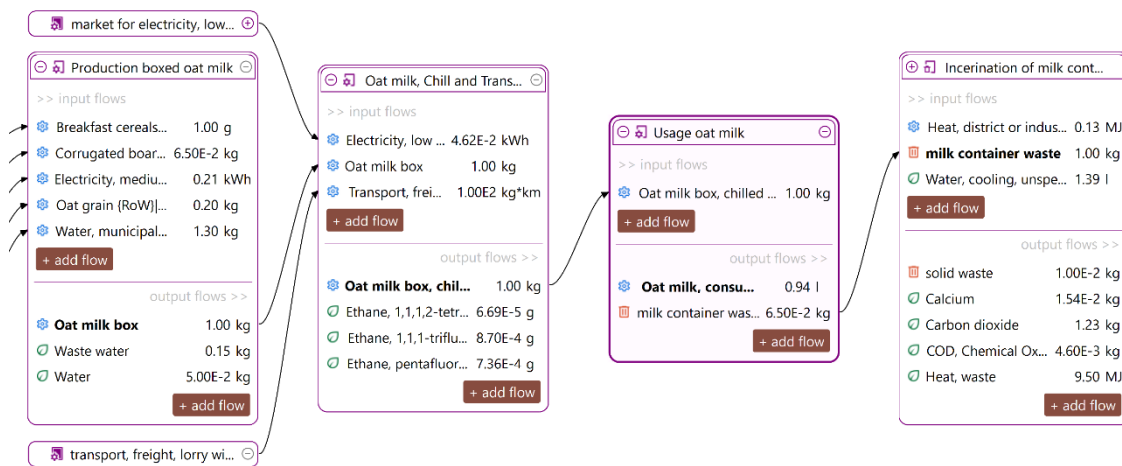 market for electricity, low...
Production boxed oat milk
>> input flows
Breakfast cereals... 1.00 g
Corrugated boar... 6.50E-2 kg
Electricity, mediu... 0.21 kWh
Oat grain {RoW}|... 0.20 kg
Water, municipal... 1.30 kg
+ add flow
output flows >>
Oat milk box 1.00 kg
Waste water 0.15 kg
Water 5.00E-2 kg
+ add flow
transport, freight, lorry wi...
Oat milk, Chill and Trans...
>> input flows
Electricity, low ... 4.62E-2 kWh
Oat milk box 1.00 kg
Transport, frei... 1.00E2 kg*km
+ add flow
output flows >>
Oat milk box, chil... 1.00 kg
Ethane, 1,1,1,2-tetr... 6.69E-5 g
Ethane, 1,1,1-triflu... 8.70E-4 g
Ethane, pentafluor... 7.36E-4 g
+ add flow
Usage oat milk
>> input flows
Oat milk box, chilled ... 1.00 kg
+ add flow
output flows >>
Oat milk, consu... 0.94 l
milk container was... 6.50E-2 kg
+ add flow
Incerination of milk cont...
>> input flows
Heat, district or indus... 0.13 MJ
milk container waste 1.00 kg
Water, cooling, unspe... 1.39 l
+ add flow
output flows >>
solid waste 1.00E-2 kg
Calcium 1.54E-2 kg
Carbon dioxide 1.23 kg
COD, Chemical Ox... 4.60E-3 kg
Heat, waste 9.50 MJ
+ add flow